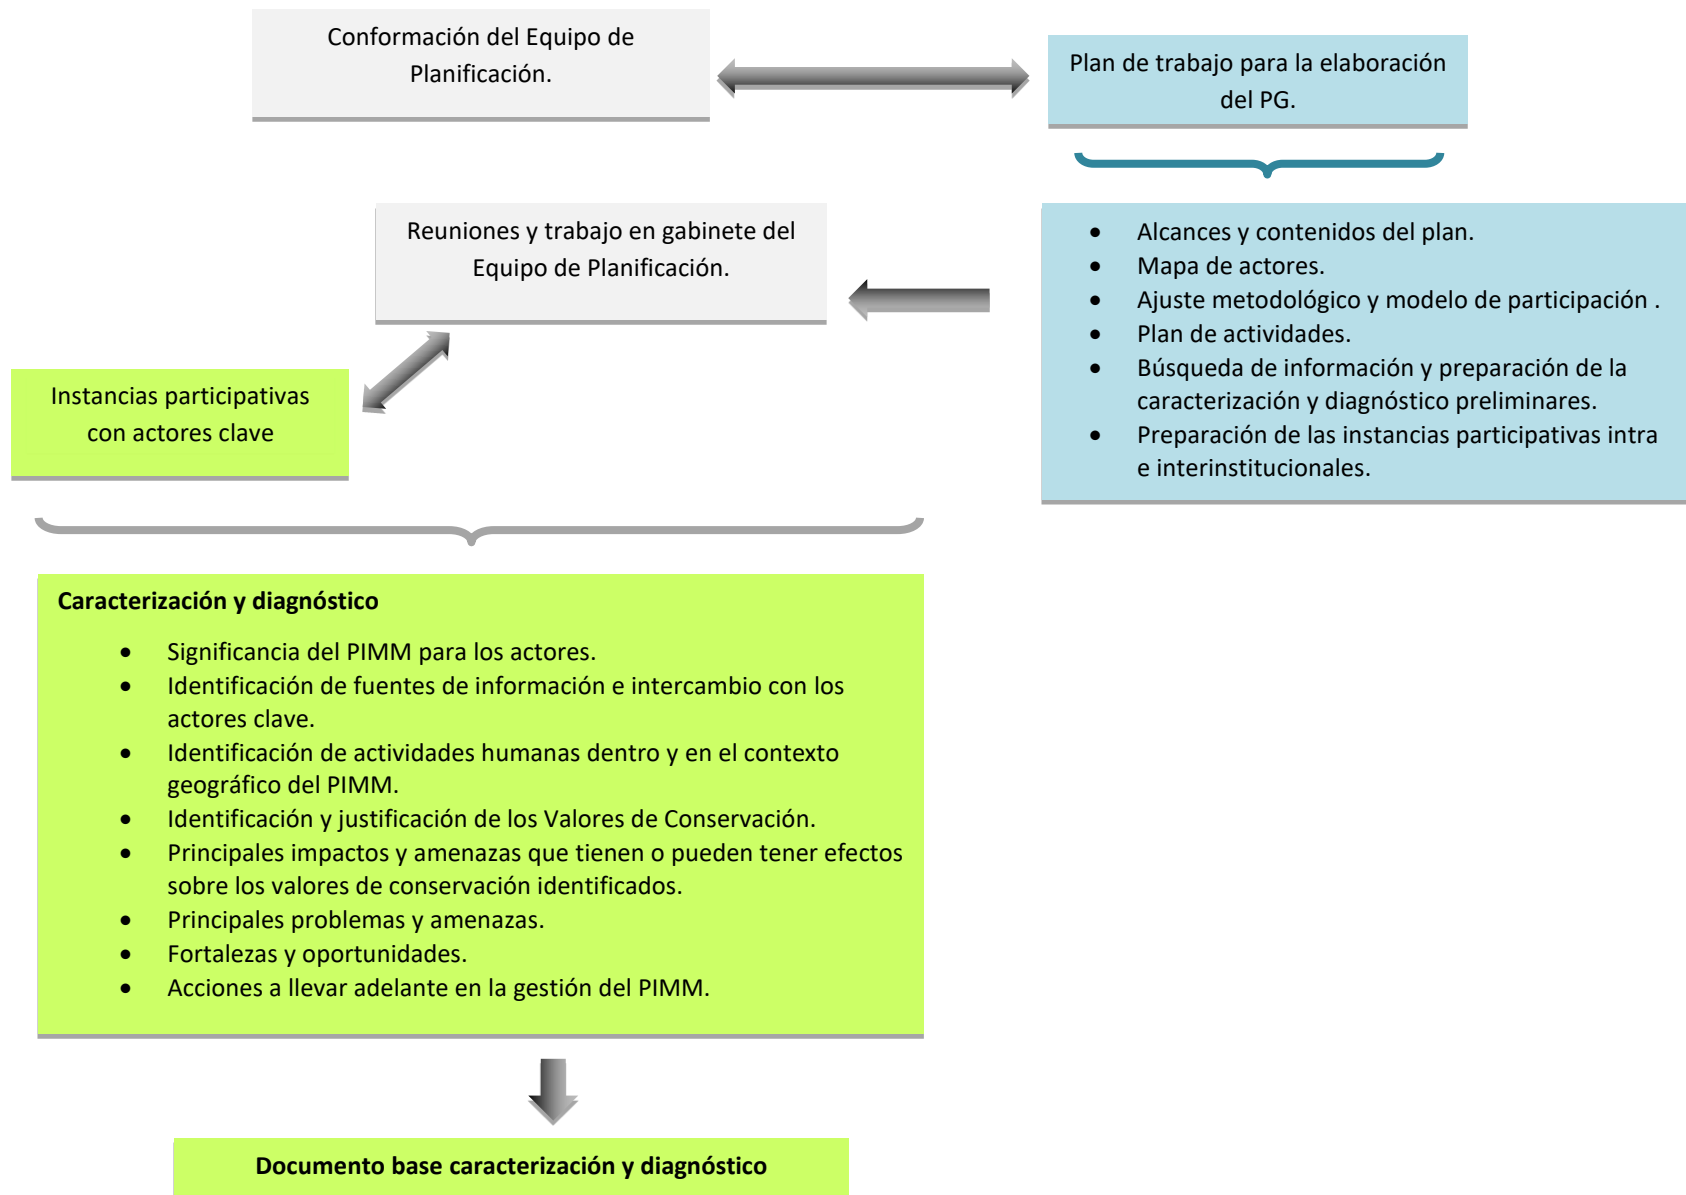 Conformación del Equipo de
Planificación.
Plan de trabajo para la elaboración
del PG.
Reuniones y trabajo en gabinete del
Equipo de Planificación.
• Alcances y contenidos del plan.
• Mapa de actores.
• Ajuste metodológico y modelo de participación .
• Plan de actividades.
• Búsqueda de información y preparación de la
caracterización y diagnóstico preliminares.
• Preparación de las instancias participativas intra
e interinstitucionales.
Instancias participativas
con actores clave
Caracterización y diagnóstico
• Significancia del PIMM para los actores.
• Identificación de fuentes de información e intercambio con los
actores clave.
• Identificación de actividades humanas dentro y en el contexto
geográfico del PIMM.
• Identificación y justificación de los Valores de Conservación.
• Principales impactos y amenazas que tienen o pueden tener efectos
sobre los valores de conservación identificados.
• Principales problemas y amenazas.
• Fortalezas y oportunidades.
• Acciones a llevar adelante en la gestión del PIMM.
Documento base caracterización y diagnóstico